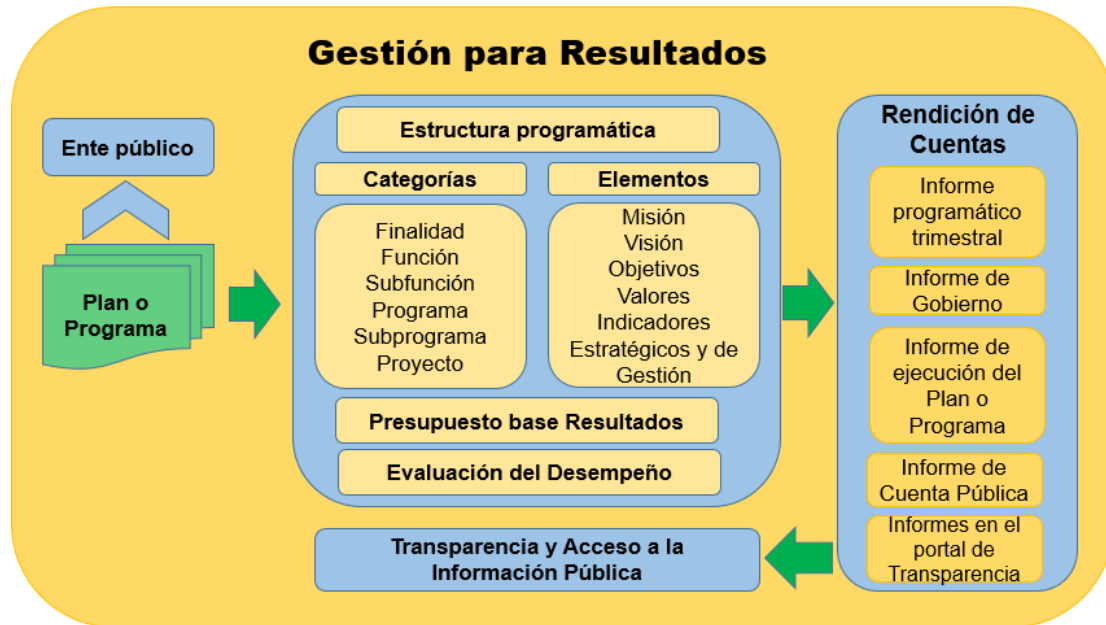 Gestión para Resultados
Ente público
Plan o
Programa
Estructura programática
Categorías
Finalidad
Función
Subfunción
Programa
Subprograma
Proyecto
Elementos
Misión
Visión
Objetivos
Valores
Indicadores
Estratégicos y de
Gestión
Presupuesto base Resultados
Evaluación del Desempeño
Rendición de
Cuentas
Informe
programático
trimestral
Informe de
Gobierno
Informe de
ejecución del
Plan o
Programa
Informe de
Cuenta Pública
Informes en el
portal de
Transparencia
Transparencia y Acceso a la
Información Pública